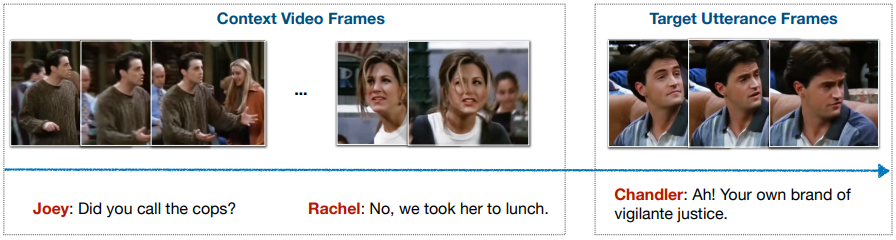 Context Video Frames
Target Utterance Frames
...
Joey: Did you call the cops?
Rachel: No, we took her to lunch.
Chandler: Ah! Your own brand of
vigilante justice.